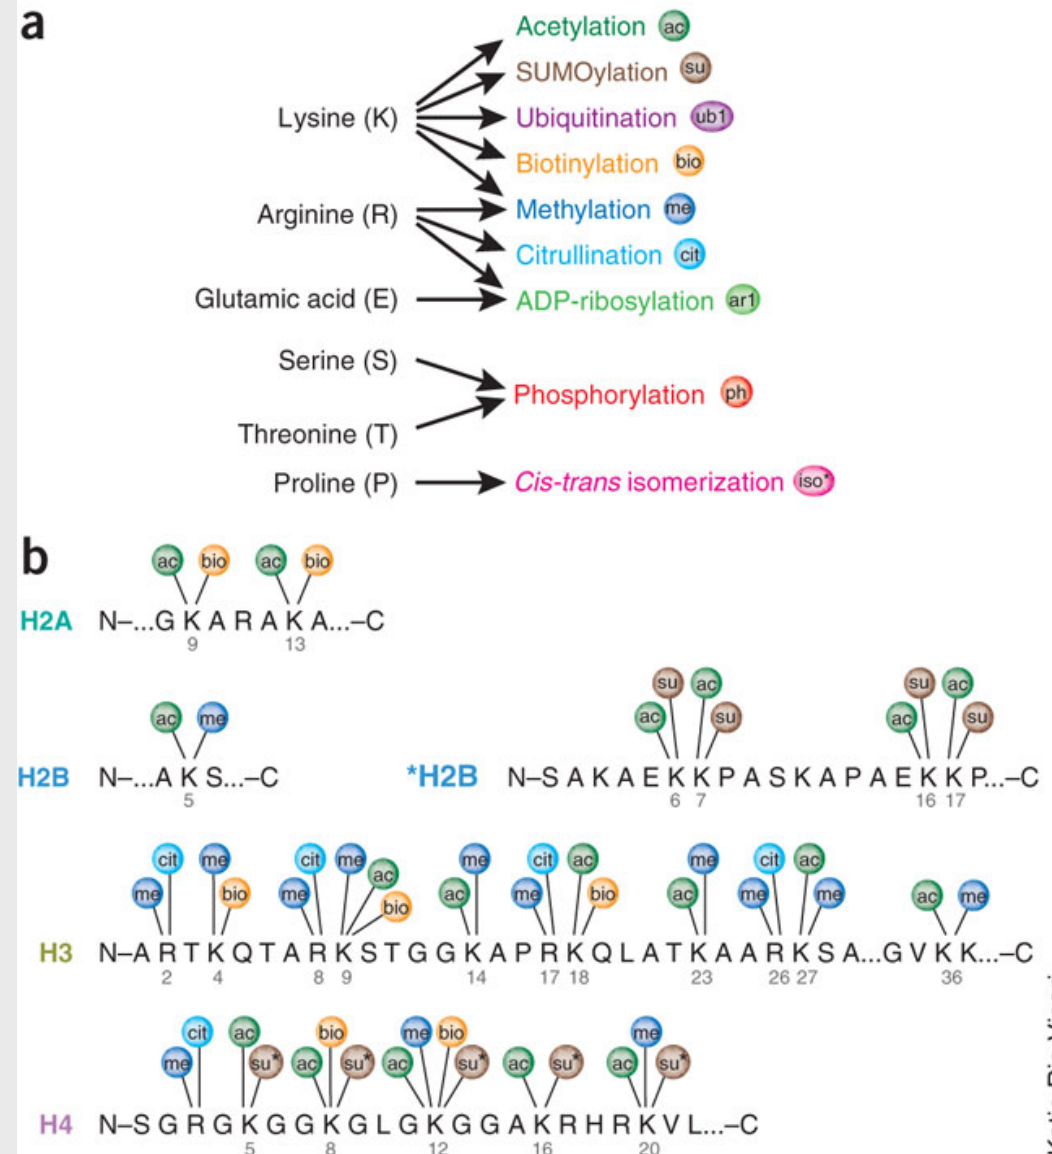 a
Acetylation ac
SUMOylation su
Lysine (K) Ubiquitination ub1
Biotinylation bio
Arginine (R) Methylation me
Citrullination cit
Glutamic acid (E) ADP-ribosylation ar1
Serine (S)
Phosphorylation ph
Threonine (T)
Proline (P) Cis-trans isomerization iso*
b
ac bio ac bio
H2A N–...G K A R A K A...–C
9 13
su ac su ac
ac me ac su ac su
H2B N–...A K S...–C *H2B N–S A K A E K K P A S K A P A E K K P...–C
5 6 7 16 17
cit me cit me ac me cit ac me cit ac
me bio me bio ac me bio ac me me ac me
H3 N–A R T K Q T A R K S T G G K A P R K Q L A T K A A R K S A...G V K K...–C
2 4 8 9 14 17 18 23 26 27 36
cit ac bio me bio me
me su* ac su* ac su* ac su* ac su*
H4 N–S G R G K G G K G L G K G G A K R H R K V L...–C
5 8 12 16 20